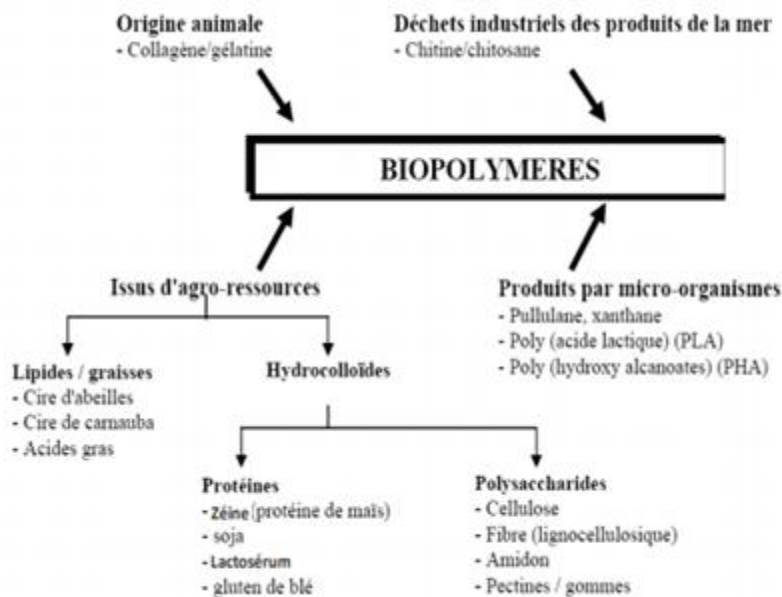 Origine animale
- Collagène/gélatine
Déchets industriels des produits de la mer
- Chitine/chitosane
BIOPOLYMERES
Issus d'agro-ressources
Produits par micro-organismes
- Pullulane, xanthane
- Poly (acide lactique) (PLA)
- Poly (hydroxy alcanoates) (PHA)
Lipides / graisses
- Cire d'abeilles
- Cire de carnauba
- Acides gras
Hydrocolloïdes
Protéines
- Zéine (protéine de maïs)
- soja
- Lactosérum
- gluten de blé
Polysaccharides
- Cellulose
- Fibre (lignocellulosique)
- Amidon
- Pectines / gommes